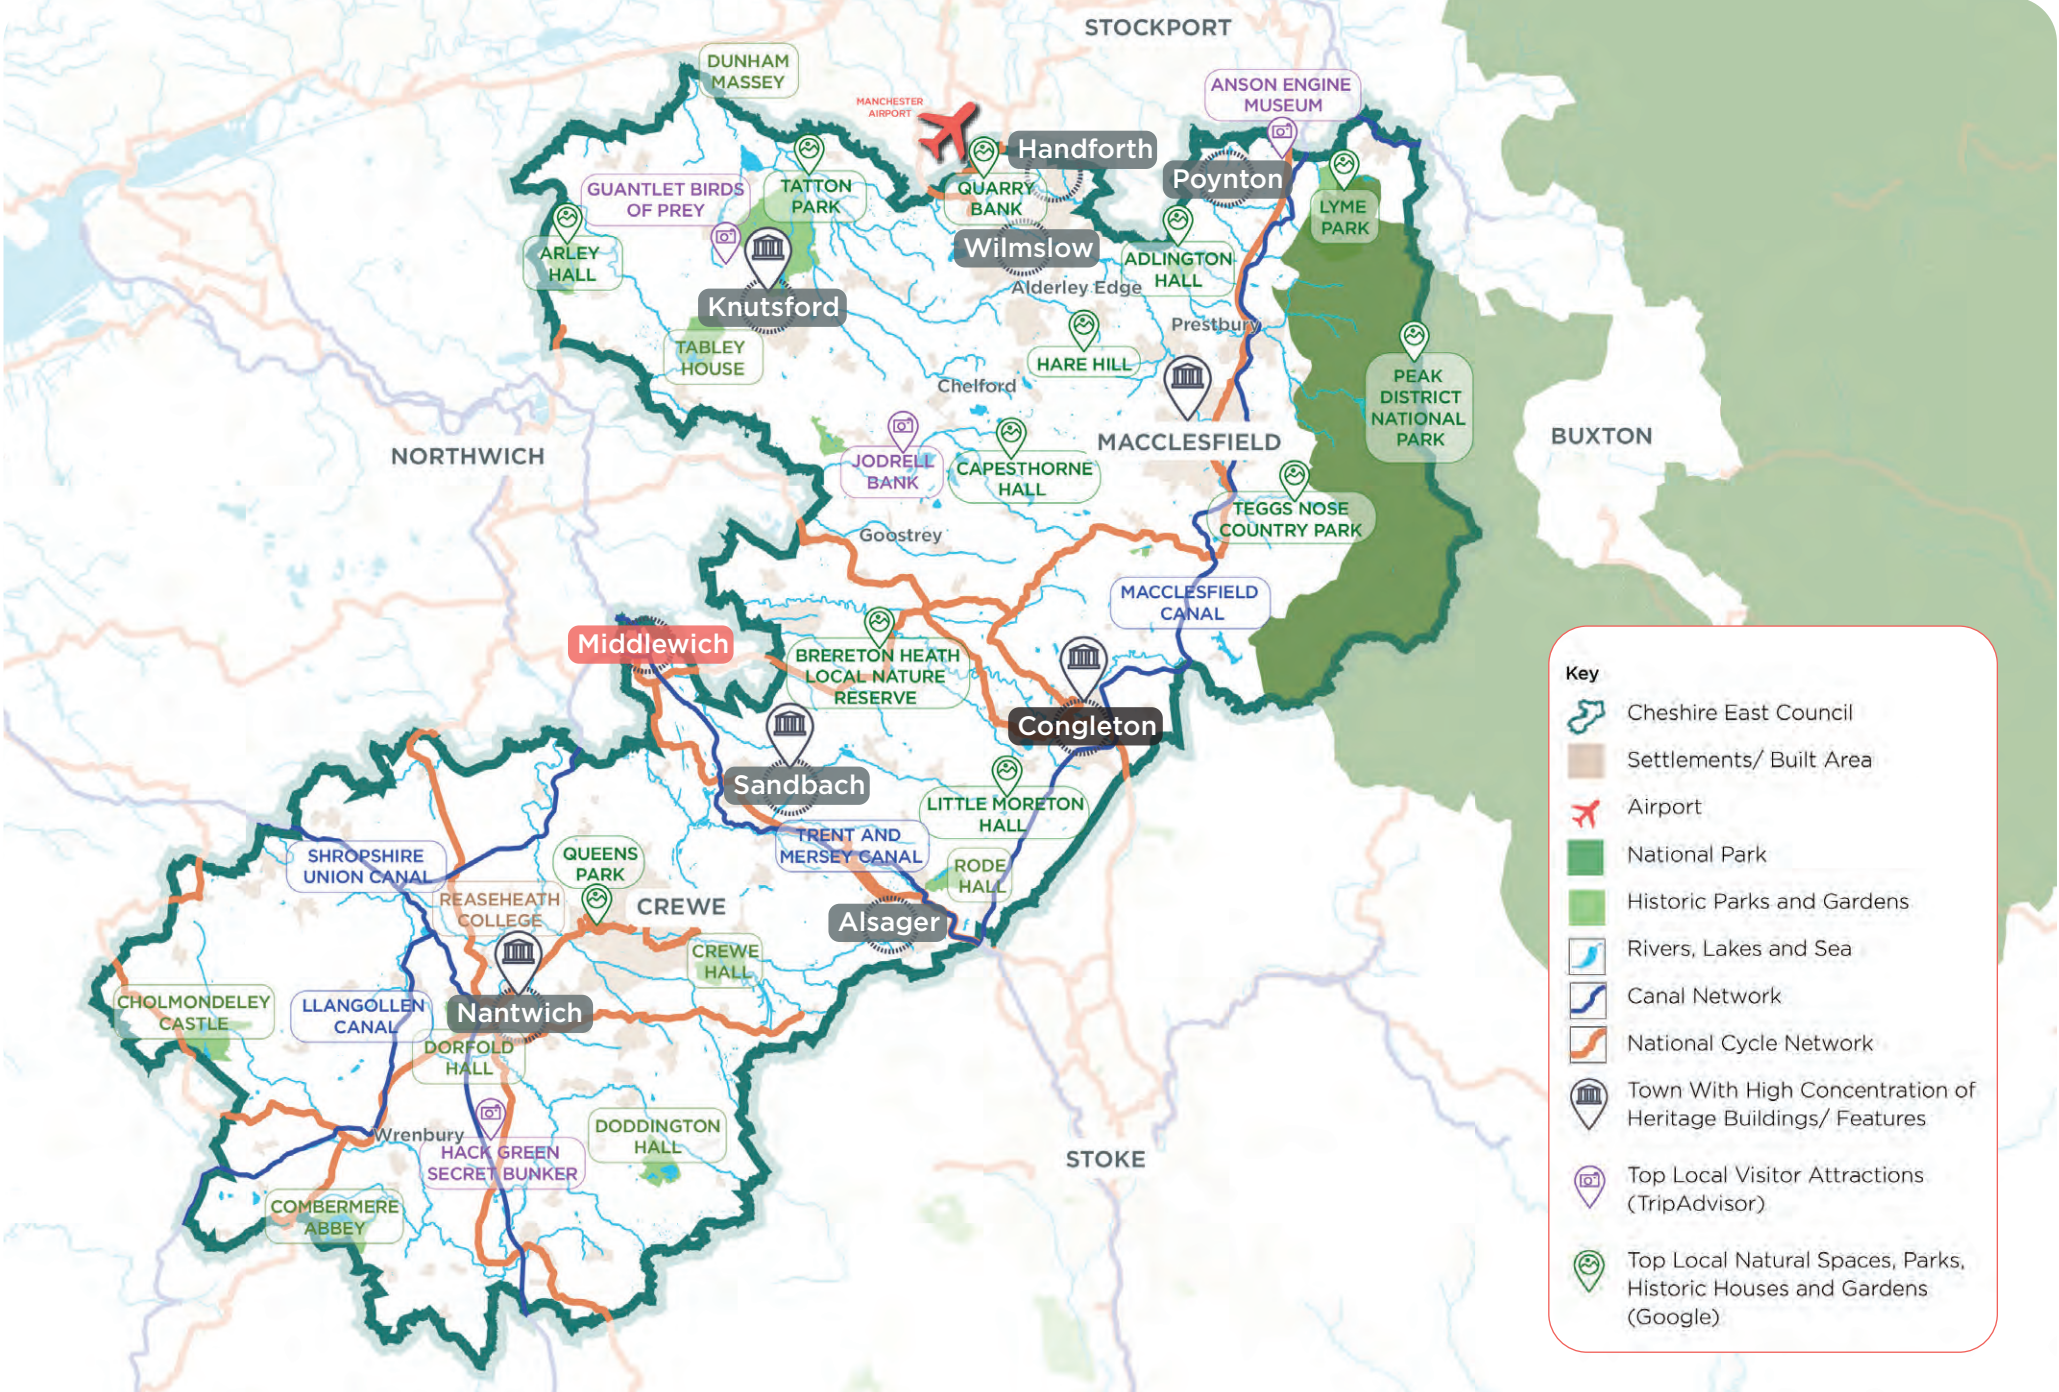 STOCKPORT
DUNHAM
MASSEY
ANSON ENGINE
MUSEUM
MANCHESTER
AIRPORT
Handforth
Poynton
GUANTLET BIRDS
OF PREY
TATTON
PARK
QUARRY
BANK
LYME
PARK
ARLEY
HALL
Wilmslow
ADLINGTON
HALL
Alderley Edge
Knutsford
Prestbury
TABLEY
HOUSE
HARE HILL
Chelford
PEAK
DISTRICT
NATIONAL
PARK
NORTHWICH
MACCLESFIELD
BUXTON
JODRELL
BANK
CAPESTHORNE
HALL
TEGGS NOSE
COUNTRY PARK
Goostrey
MACCLESFIELD
CANAL
Middlewich
BRERETON HEATH
LOCAL NATURE
RESERVE
Congleton
Sandbach
LITTLE MORETON
HALL
TRENT AND
MERSEY CANAL
SHROPSHIRE
UNION CANAL
QUEENS
PARK
RODE
HALL
REASEHEATH
COLLEGE
CREWE
Alsager
CREWE
HALL
CHOLMONDELEY
CASTLE
LLANGOLLEN
CANAL
Nantwich
DORFOLD
HALL
Wrenbury
HACK GREEN
SECRET BUNKER
DODDINGTON
HALL
STOKE
COMBERMERE
ABBEY
Key
Cheshire East Council
Settlements/ Built Area
Airport
National Park
Historic Parks and Gardens
Rivers, Lakes and Sea
Canal Network
National Cycle Network
Town With High Concentration of
Heritage Buildings/ Features
Top Local Visitor Attractions
(TripAdvisor)
Top Local Natural Spaces, Parks,
Historic Houses and Gardens
(Google)